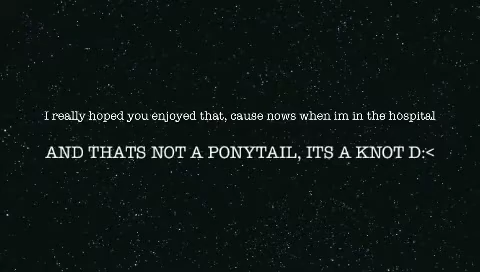 I really hoped you enjoyed that, cause nows when im in the hospital
AND THATS NOT A PONYTAIL, ITS A KNOT D:<